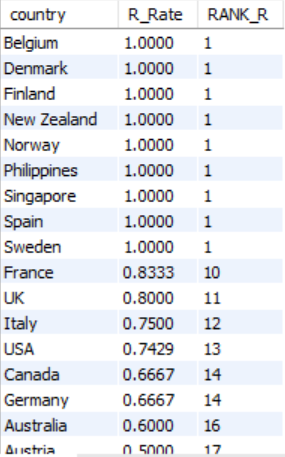 country R_Rate RANK_R
Belgium 1.0000 1
Denmark 1.0000 1
Finland 1.0000 1
New Zealand 1.0000 1
Norway 1.0000 1
Philippines 1.0000 1
Singapore 1.0000 1
Spain 1.0000 1
Sweden 1.0000 1
France 0.8333 10
UK 0.8000 11
Italy 0.7500 12
USA 0.7429 13
Canada 0.6667 14
Germany 0.6667 14
Australia 0.6000 16
Austria 0.5000 17